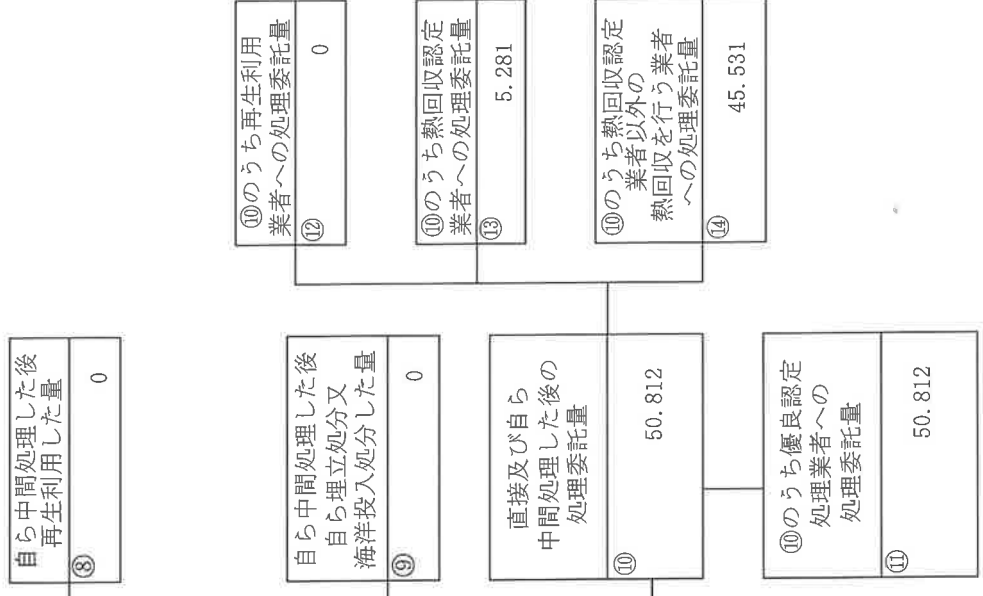 自ら中間処理した後
再生利用した量
⑧ 0
自ら中間処理した後
自ら埋立処分又
海洋投入処分した量
⑨ 0
直接及び自ら
中間処理した後の
処理委託量
⑩ 50.812
⑩のうち優良認定
処理業者への
処理委託量
⑪ 50.812
⑩のうち再生利用
業者への処理委託量
⑫ 0
⑩のうち熱回収認定
業者への処理委託量
⑬ 5.281
⑩のうち熱回収認定
業者以外の
熱回収を行う業者
への処理委託量
⑭ 45.531